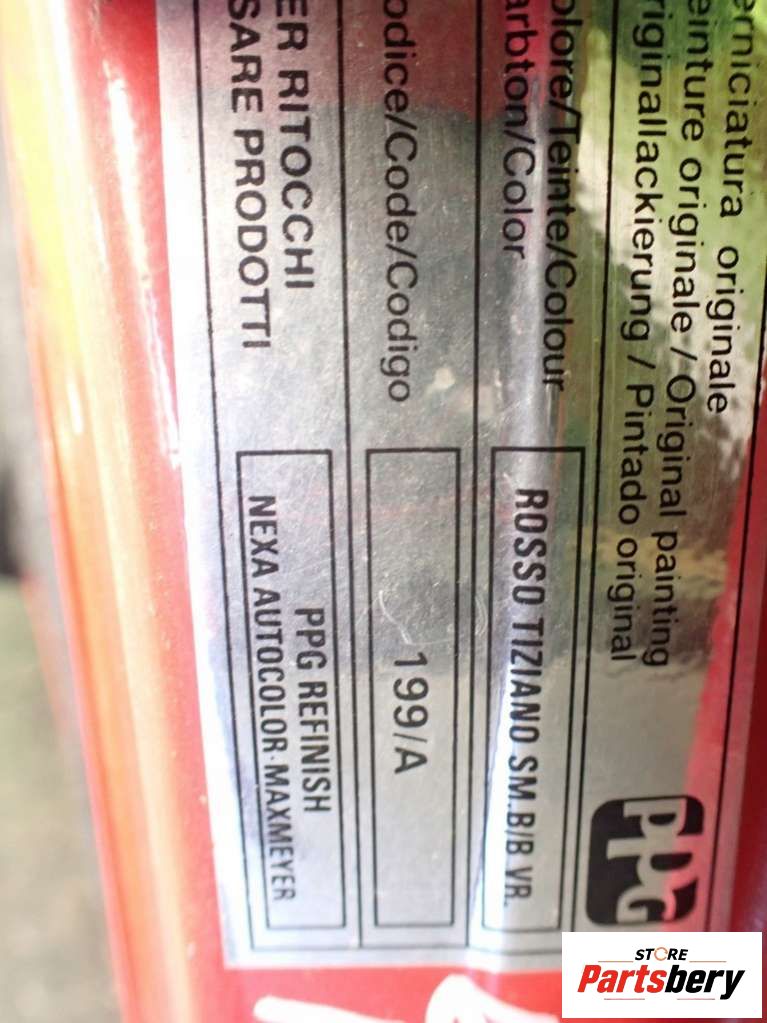 erniciatura originale
einture originale / Original painting
riginallackierung / Pintado original
PPG
olore/Teinte/Colour
arbton/Color
ROSSO TIZIANO SM.B/B VR.
odice/Code/Codigo
199/A
ER RITOCCHI
SARE PRODOTTI
PPG REFINISH
NEXA AUTOCOLOR·MAXMEYER
STORE
Partsbery